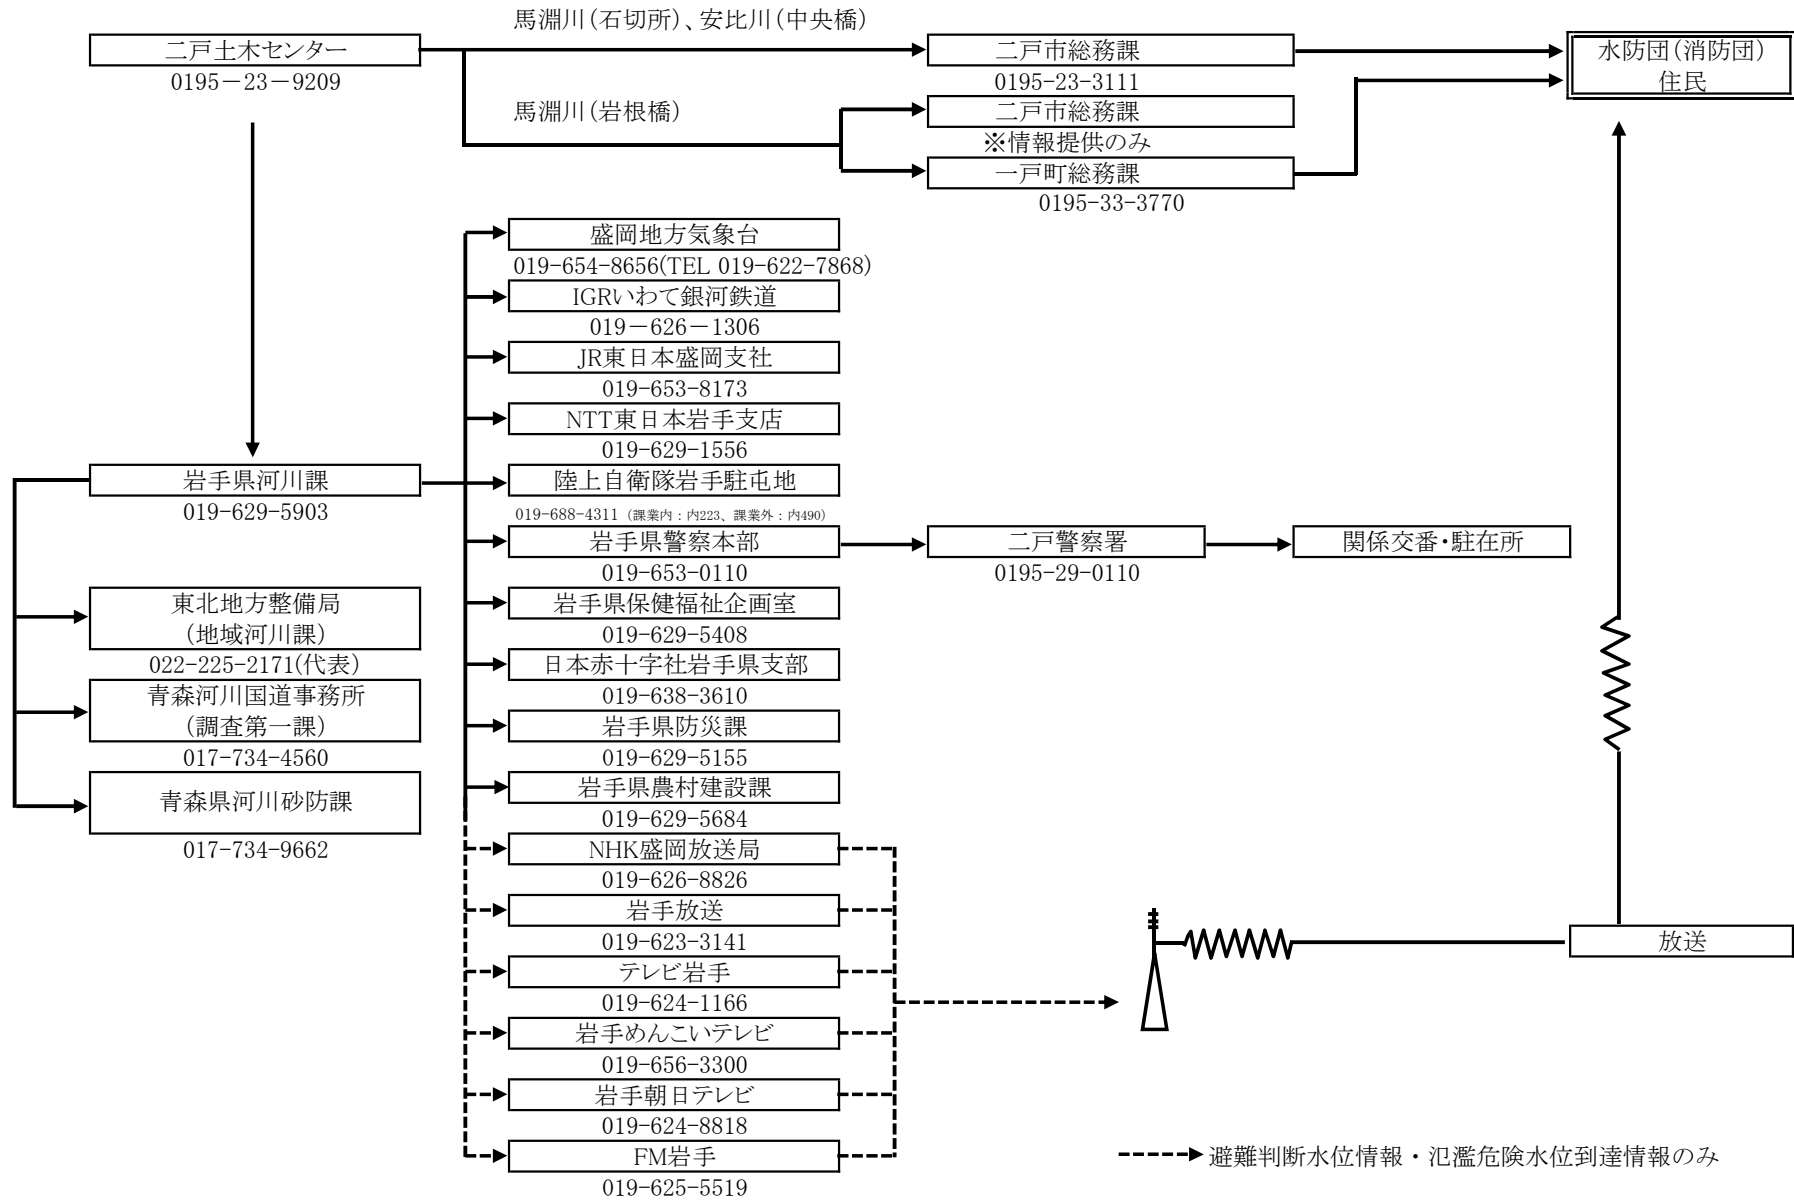 馬淵川(石切所)、安比川(中央橋)
二戸土木センター
0195－23－9209
二戸市総務課
0195-23-3111
水防団(消防団)
住民
馬淵川(岩根橋)
二戸市総務課
※情報提供のみ
一戸町総務課
0195-33-3770
盛岡地方気象台
019-654-8656(TEL 019-622-7868)
IGRいわて銀河鉄道
019－626－1306
JR東日本盛岡支社
019-653-8173
NTT東日本岩手支店
019-629-1556
岩手県河川課
019-629-5903
陸上自衛隊岩手駐屯地
019-688-4311（課業内：内223、課業外：内490）
岩手県警察本部
019-653-0110
二戸警察署
0195-29-0110
関係交番・駐在所
東北地方整備局
(地域河川課)
022-225-2171(代表)
青森河川国道事務所
(調査第一課)
017-734-4560
青森県河川砂防課
017-734-9662
岩手県保健福祉企画室
019-629-5408
日本赤十字社岩手県支部
019-638-3610
岩手県防災課
019-629-5155
岩手県農村建設課
019-629-5684
NHK盛岡放送局
019-626-8826
岩手放送
019-623-3141
テレビ岩手
019-624-1166
岩手めんこいテレビ
019-656-3300
岩手朝日テレビ
019-624-8818
FM岩手
019-625-5519
放送
避難判断水位情報・氾濫危険水位到達情報のみ